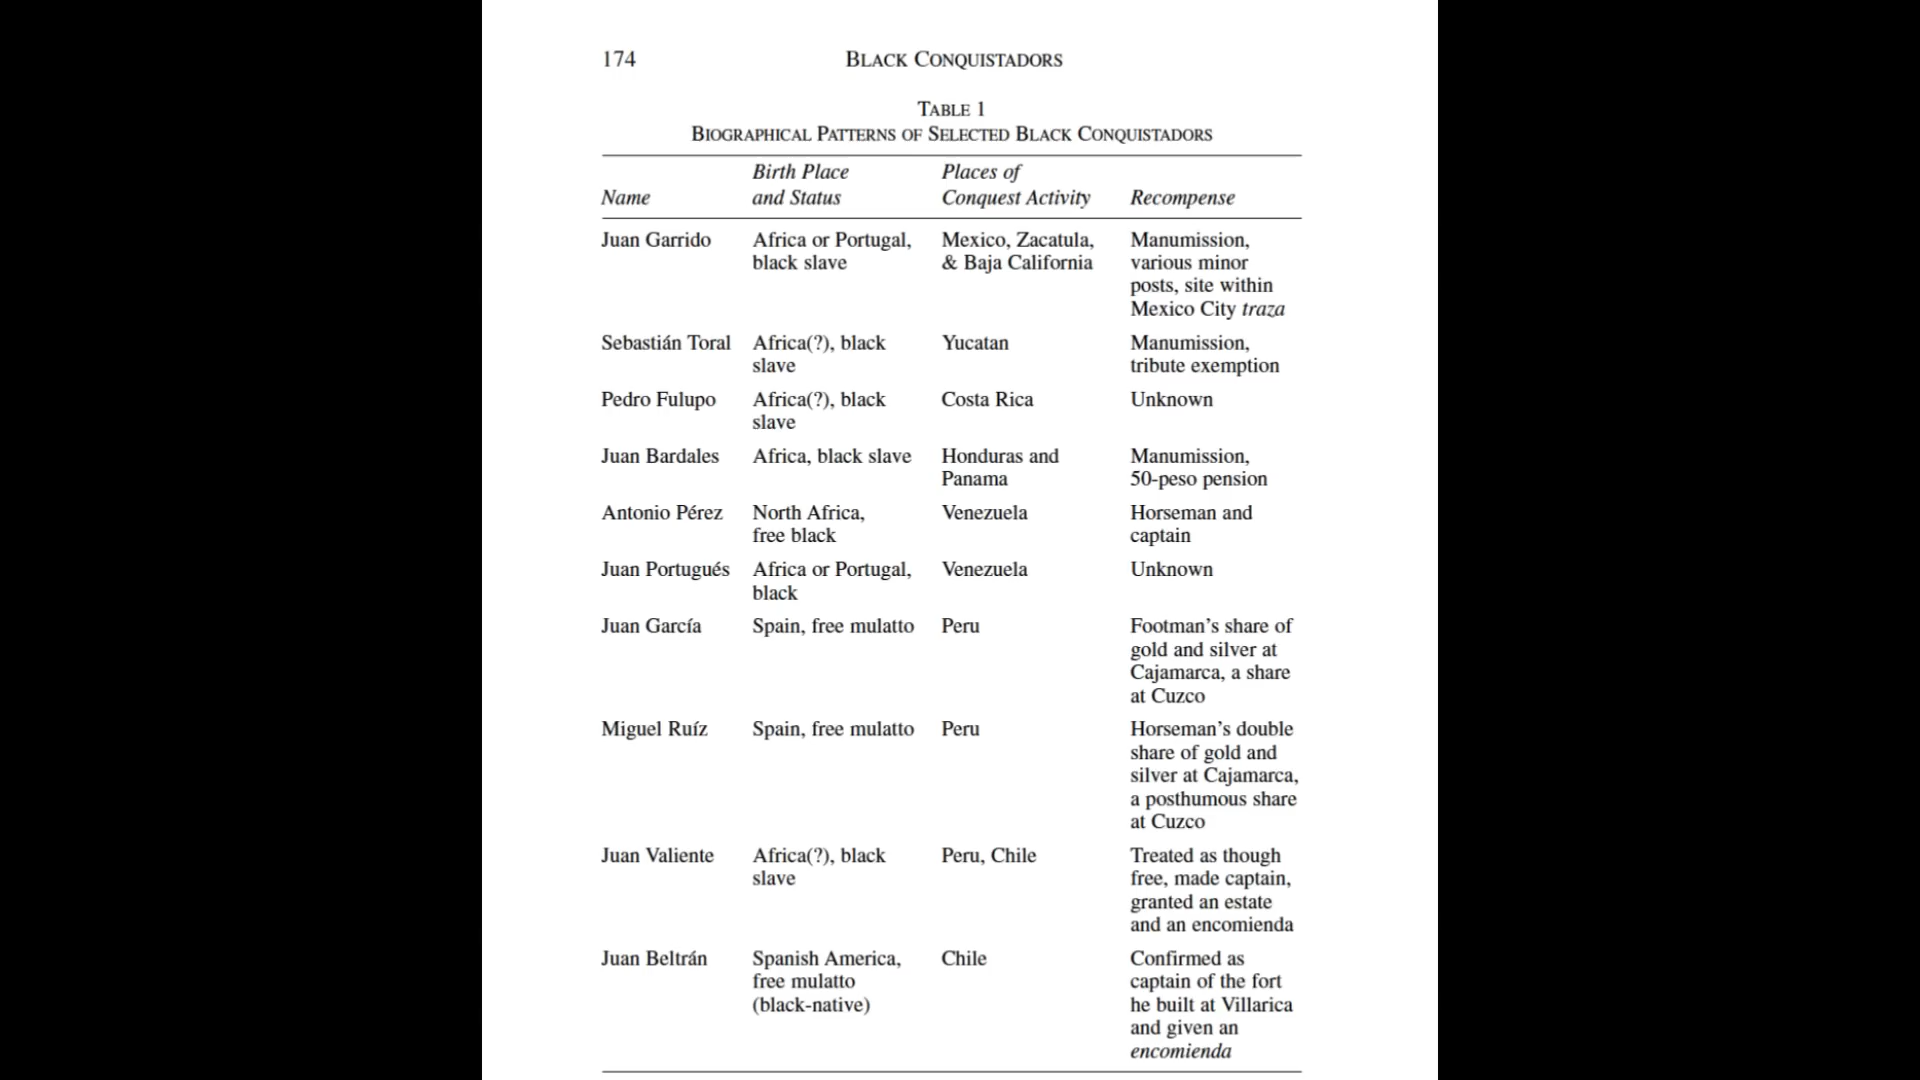 174 BLACK CONQUISTADORS
TABLE 1
BIOGRAPHICAL PATTERNS OF SELECTED BLACK CONQUISTADORS
Birth Place Places of
Name and Status Conquest Activity Recompense
Juan Garrido Africa or Portugal, Mexico, Zacatula, Manumission,
black slave & Baja California various minor
posts, site within
Mexico City traza
Sebastián Toral Africa(?), black Yucatan Manumission,
slave tribute exemption
Pedro Fulupo Africa(?), black Costa Rica Unknown
slave
Juan Bardales Africa, black slave Honduras and Manumission,
Panama 50-peso pension
Antonio Pérez North Africa, Venezuela Horseman and
free black captain
Juan Portugués Africa or Portugal, Venezuela Unknown
black
Juan García Spain, free mulatto Peru Footman's share of
gold and silver at
Cajamarca, a share
at Cuzco
Miguel Ruíz Spain, free mulatto Peru Horseman's double
share of gold and
silver at Cajamarca,
a posthumous share
at Cuzco
Juan Valiente Africa(?), black Peru, Chile Treated as though
slave free, made captain,
granted an estate
and an encomienda
Juan Beltrán Spanish America, Chile Confirmed as
free mulatto captain of the fort
(black-native) he built at Villarica
and given an
encomienda